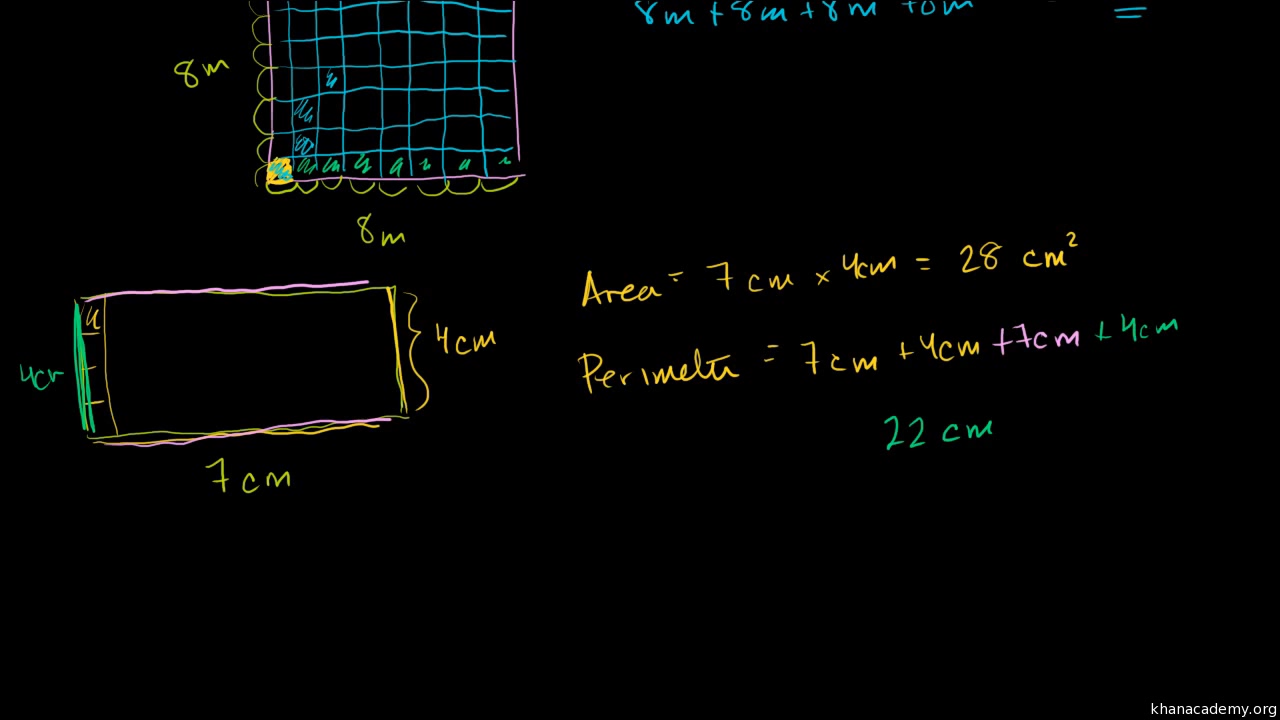 8m + 8m + 8m + 8m =
8m
8m
Area = 7 cm × 4cm = 28 cm²
4cm
Perimeter = 7cm + 4cm + 7cm + 4cm
4cm
22 cm
7 cm
khanacademy.org